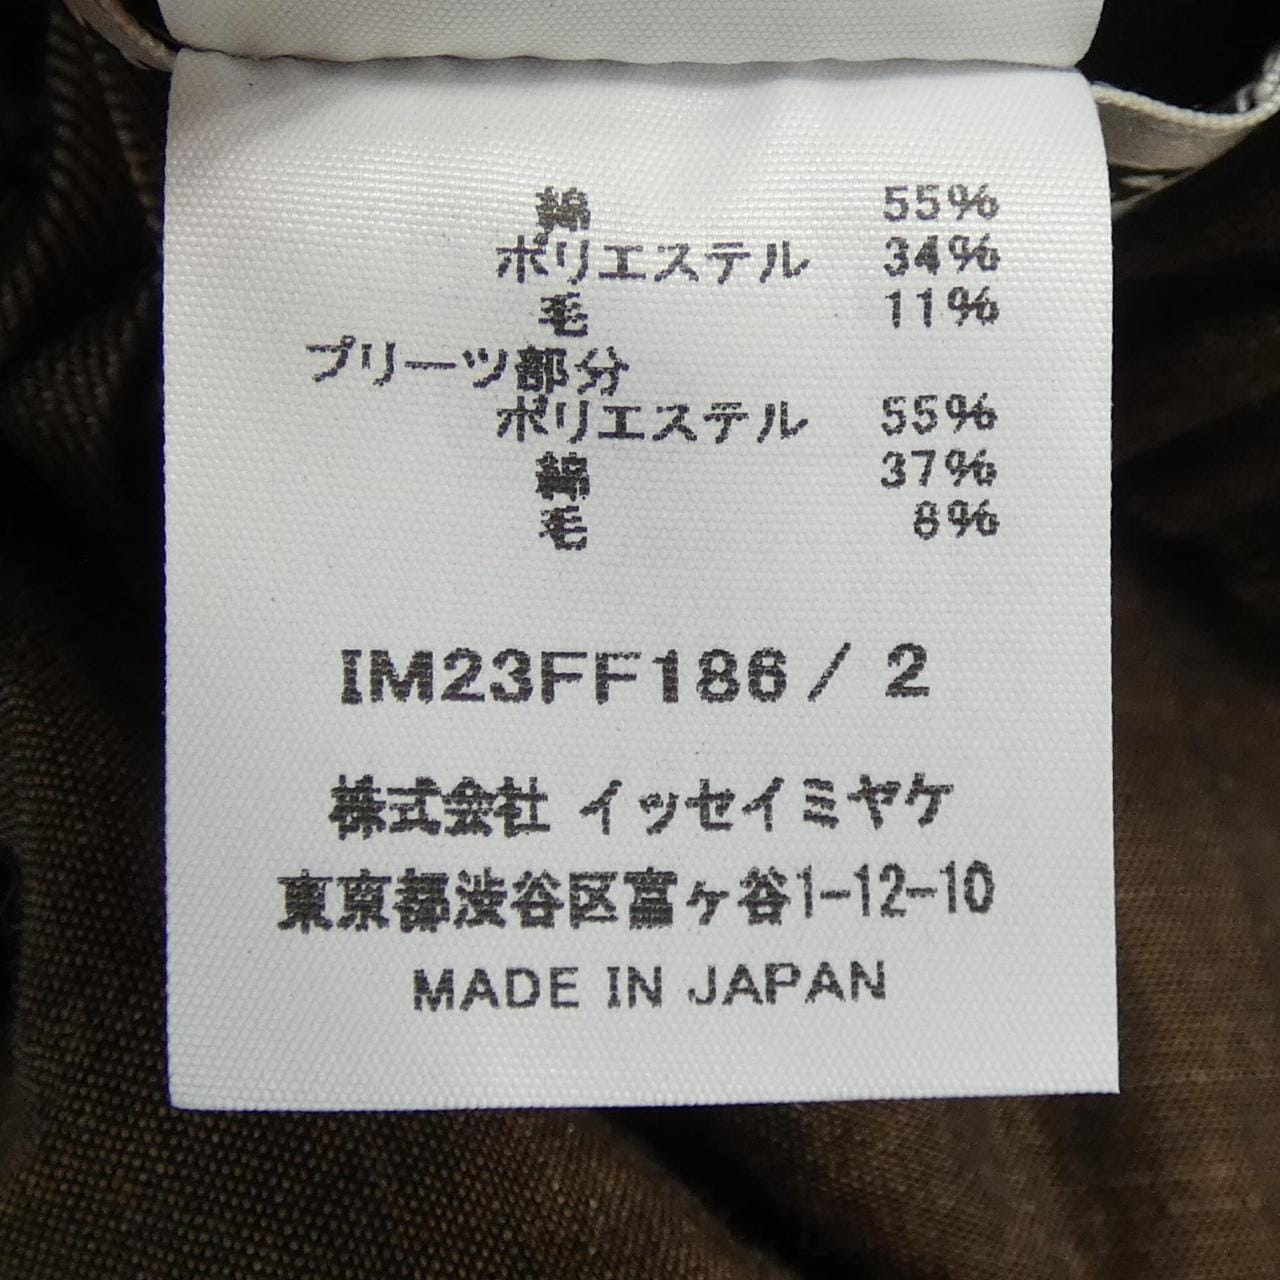 綿 55%
ポリエステル 34%
毛 11%
プリーツ部分
ポリエステル 55%
綿 37%
毛 8%
IM23FF186 / 2
株式会社 イッセイミヤケ
東京都渋谷区富ヶ谷1-12-10
MADE IN JAPAN